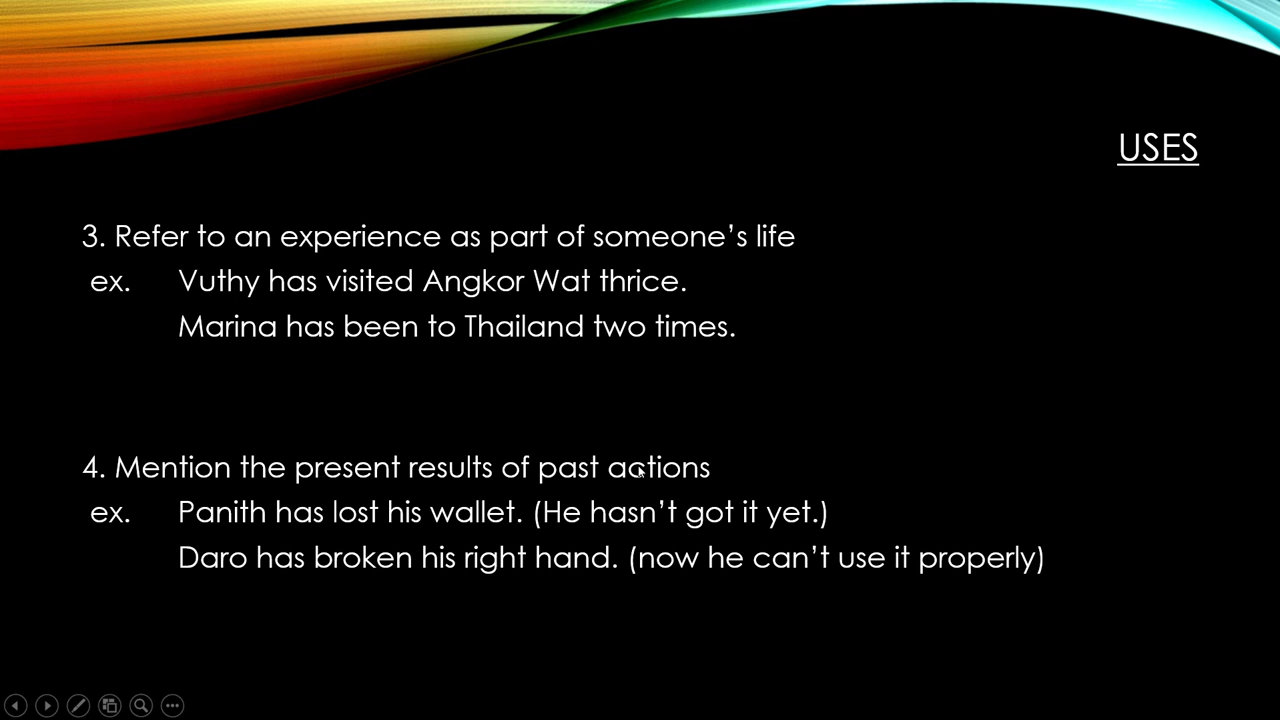 USES
3. Refer to an experience as part of someone’s life
ex. Vuthy has visited Angkor Wat thrice.
Marina has been to Thailand two times.
4. Mention the present results of past actions
ex. Panith has lost his wallet. (He hasn’t got it yet.)
Daro has broken his right hand. (now he can’t use it properly)